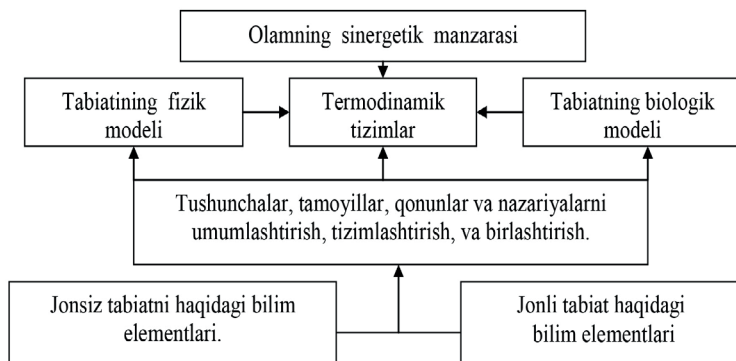 Olamning sinergetik manzarasi
Tabiatining fizik
modeli
Termodinamik
tizimlar
Tabiatning biologik
modeli
Tushunchalar, tamoyillar, qonunlar va nazariyalarni
umumlashtirish, tizimlashtirish, va birlashtirish.
Jonsiz tabiatni haqidagi bilim
elementlari.
Jonli tabiat haqidagi
bilim elementlari